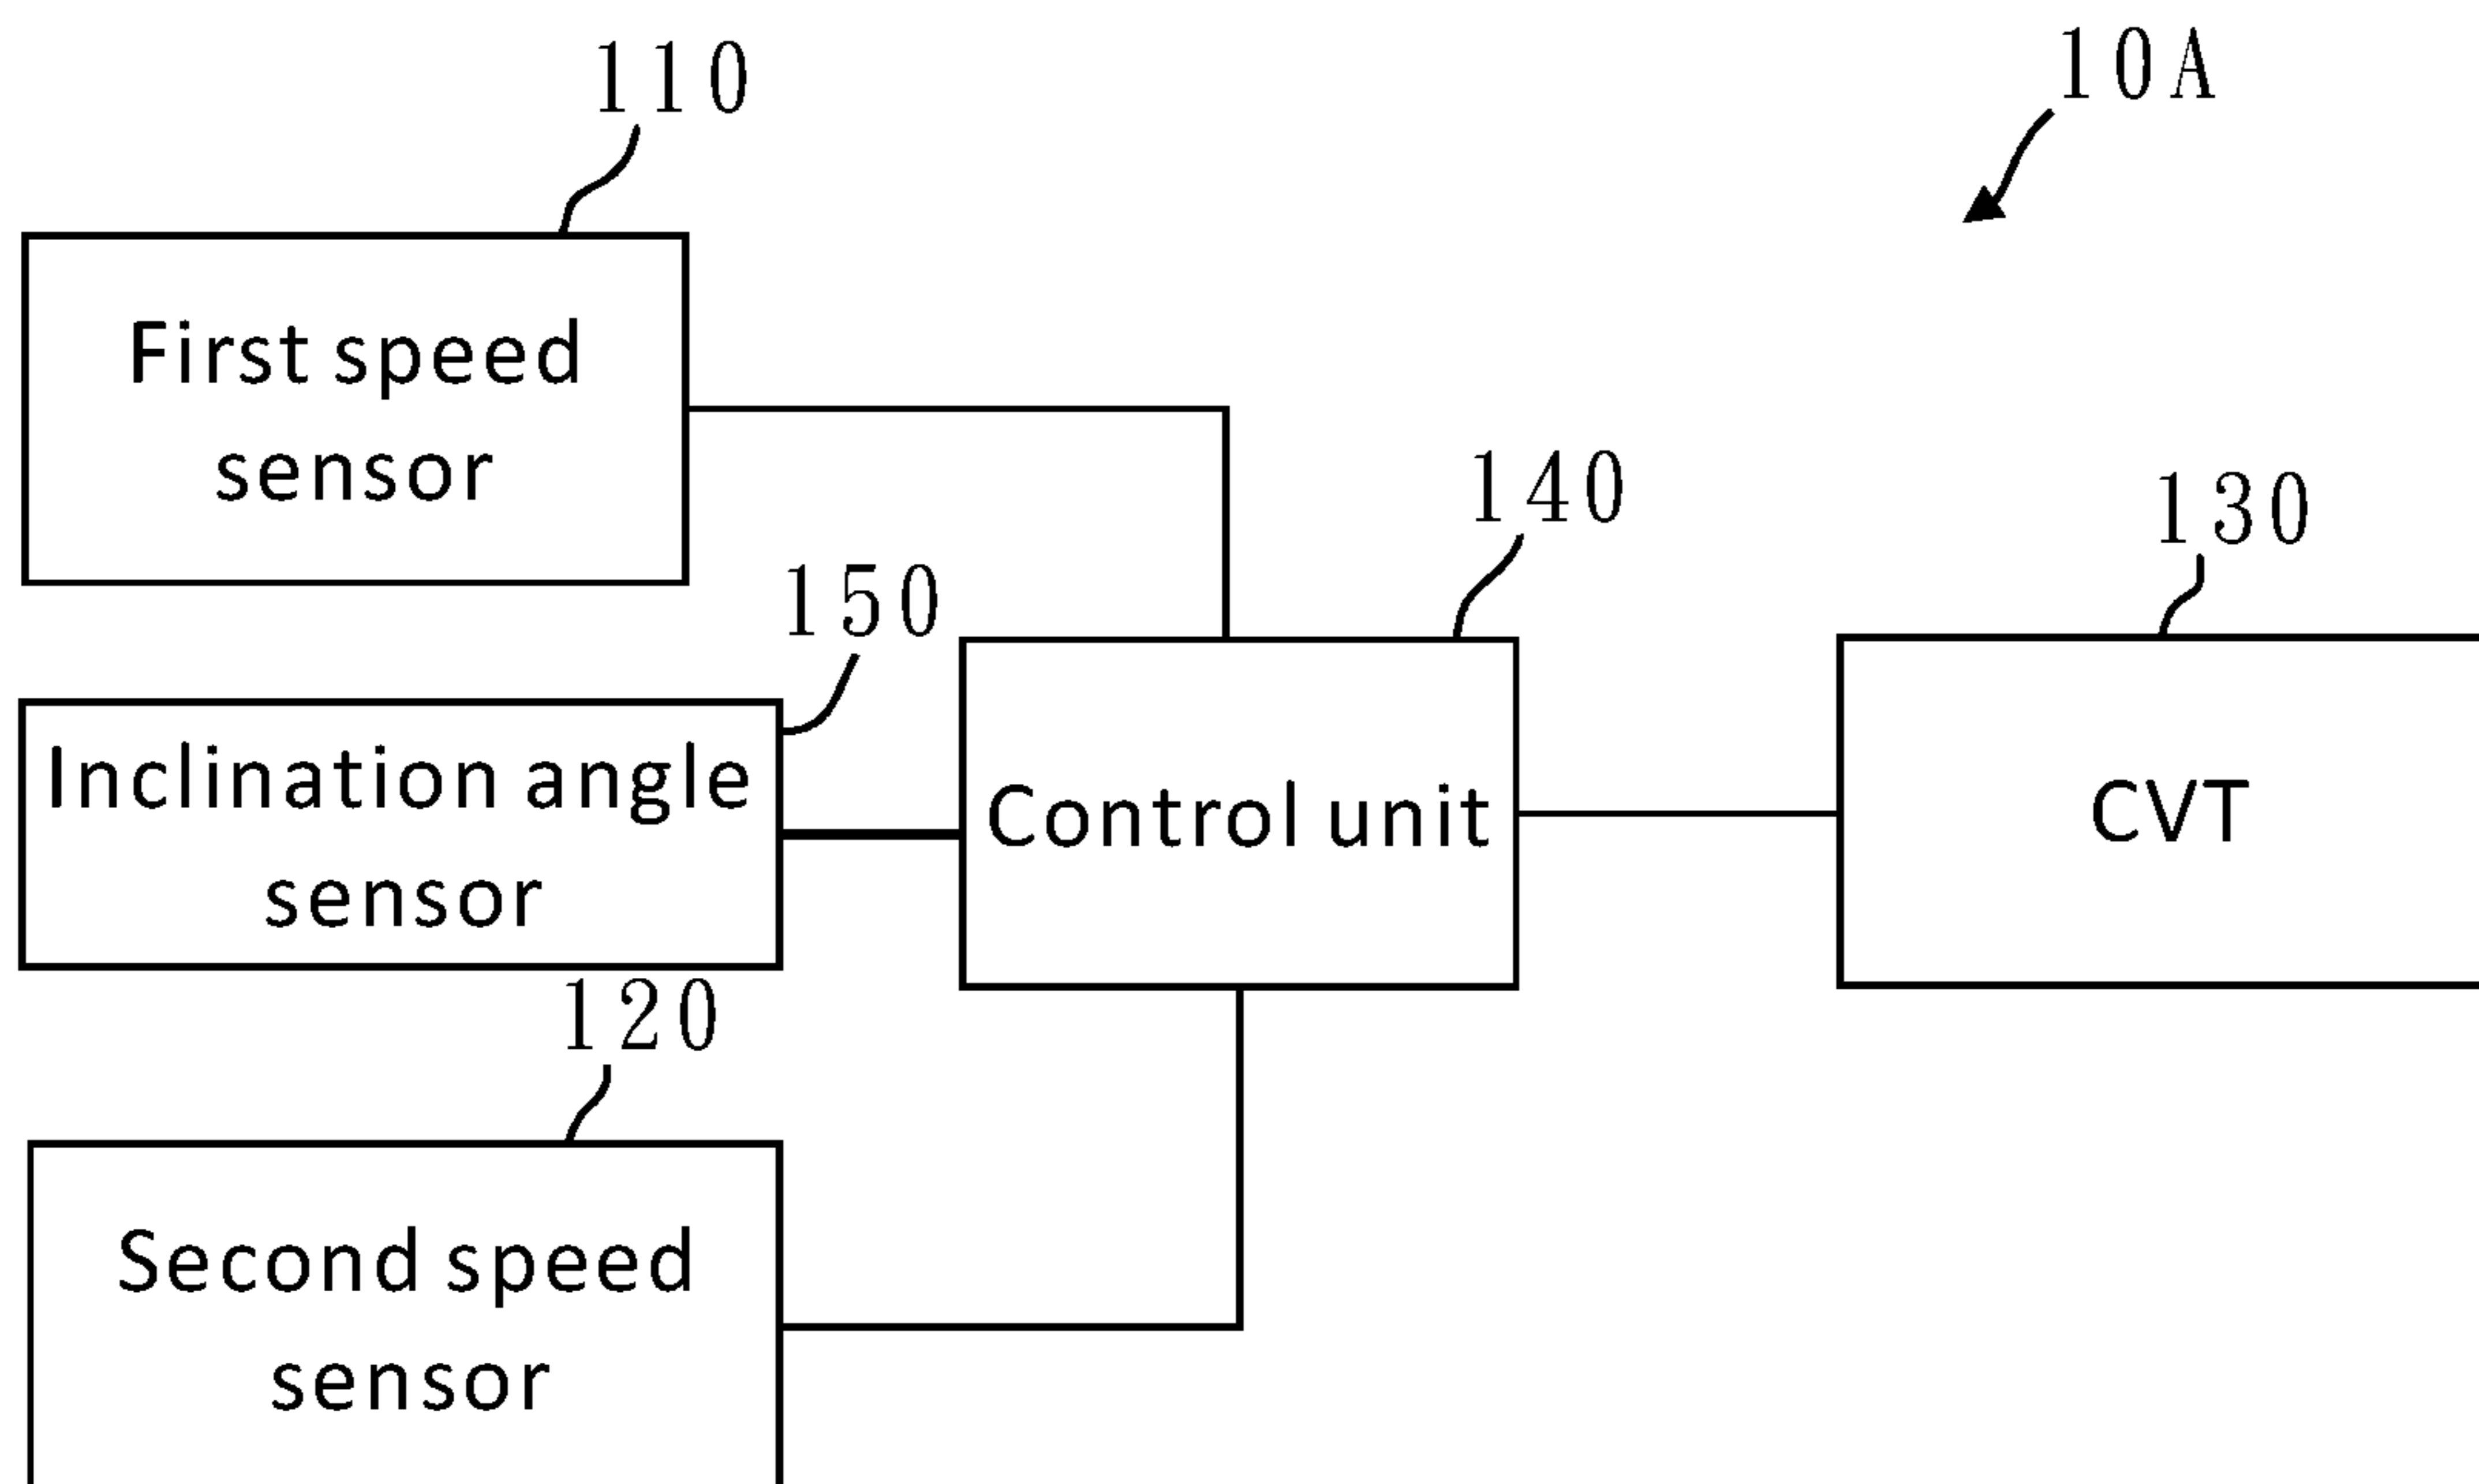 110
10A
First speed
sensor
140
130
150
Inclination angle
sensor
Control unit
CVT
120
Second speed
sensor